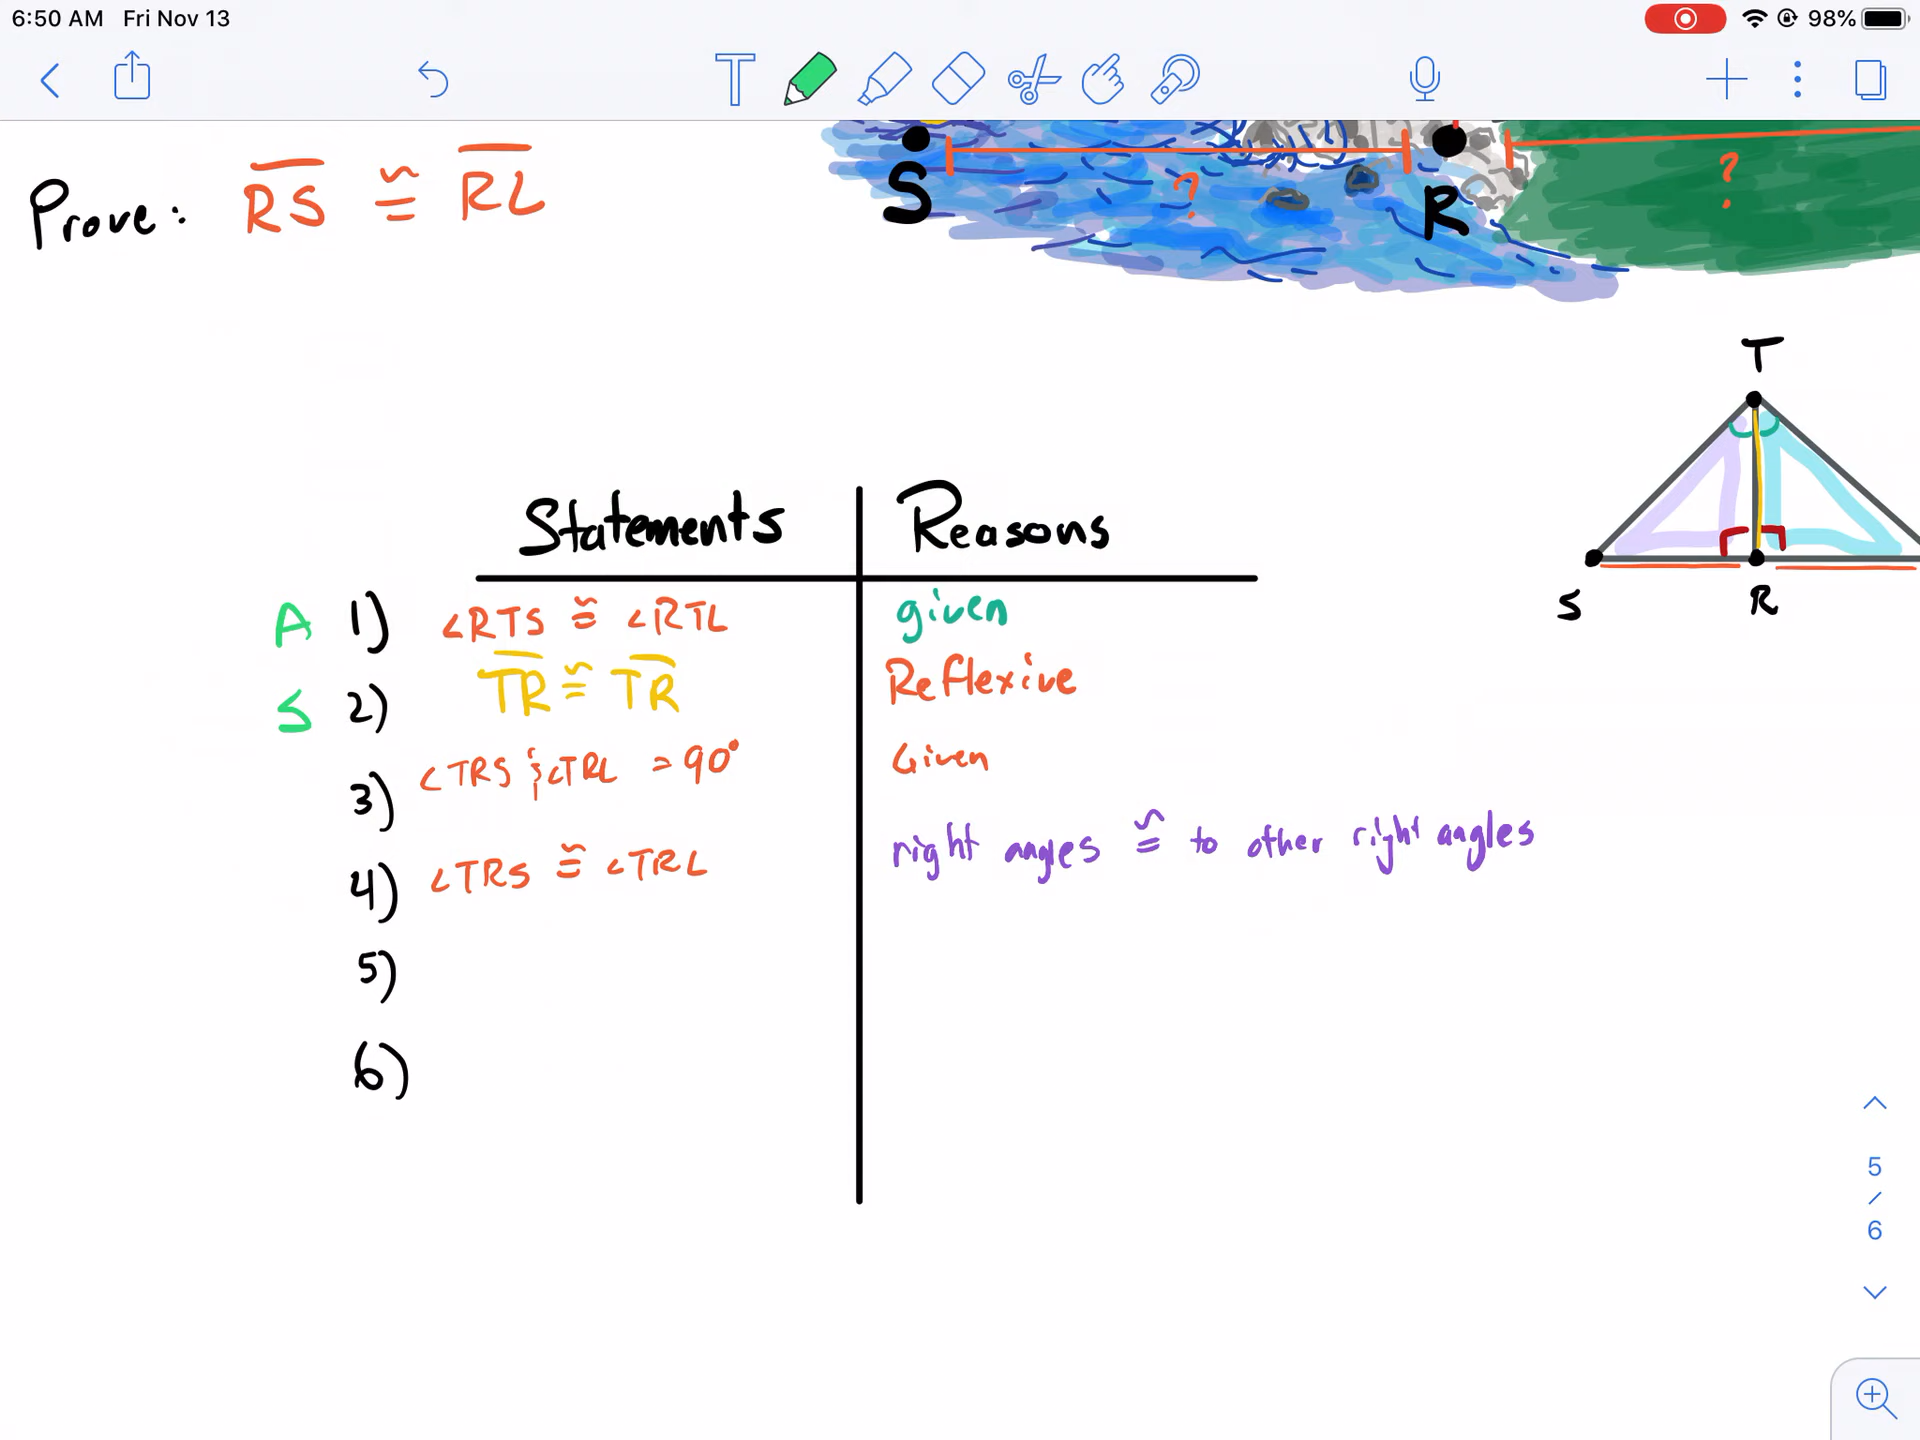 6:50 AM Fri Nov 13
98%
T
Prove: RS ≅ RL
S ? R ?
T
S R
Statements Reasons
A 1) ∠RTS ≅ ∠RTL given
S 2) TR ≅ TR Reflexive
3) ∠TRS & ∠TRL = 90° Given
4) ∠TRS ≅ ∠TRL right angles ≅ to other right angles
5)
6)
5
/
6